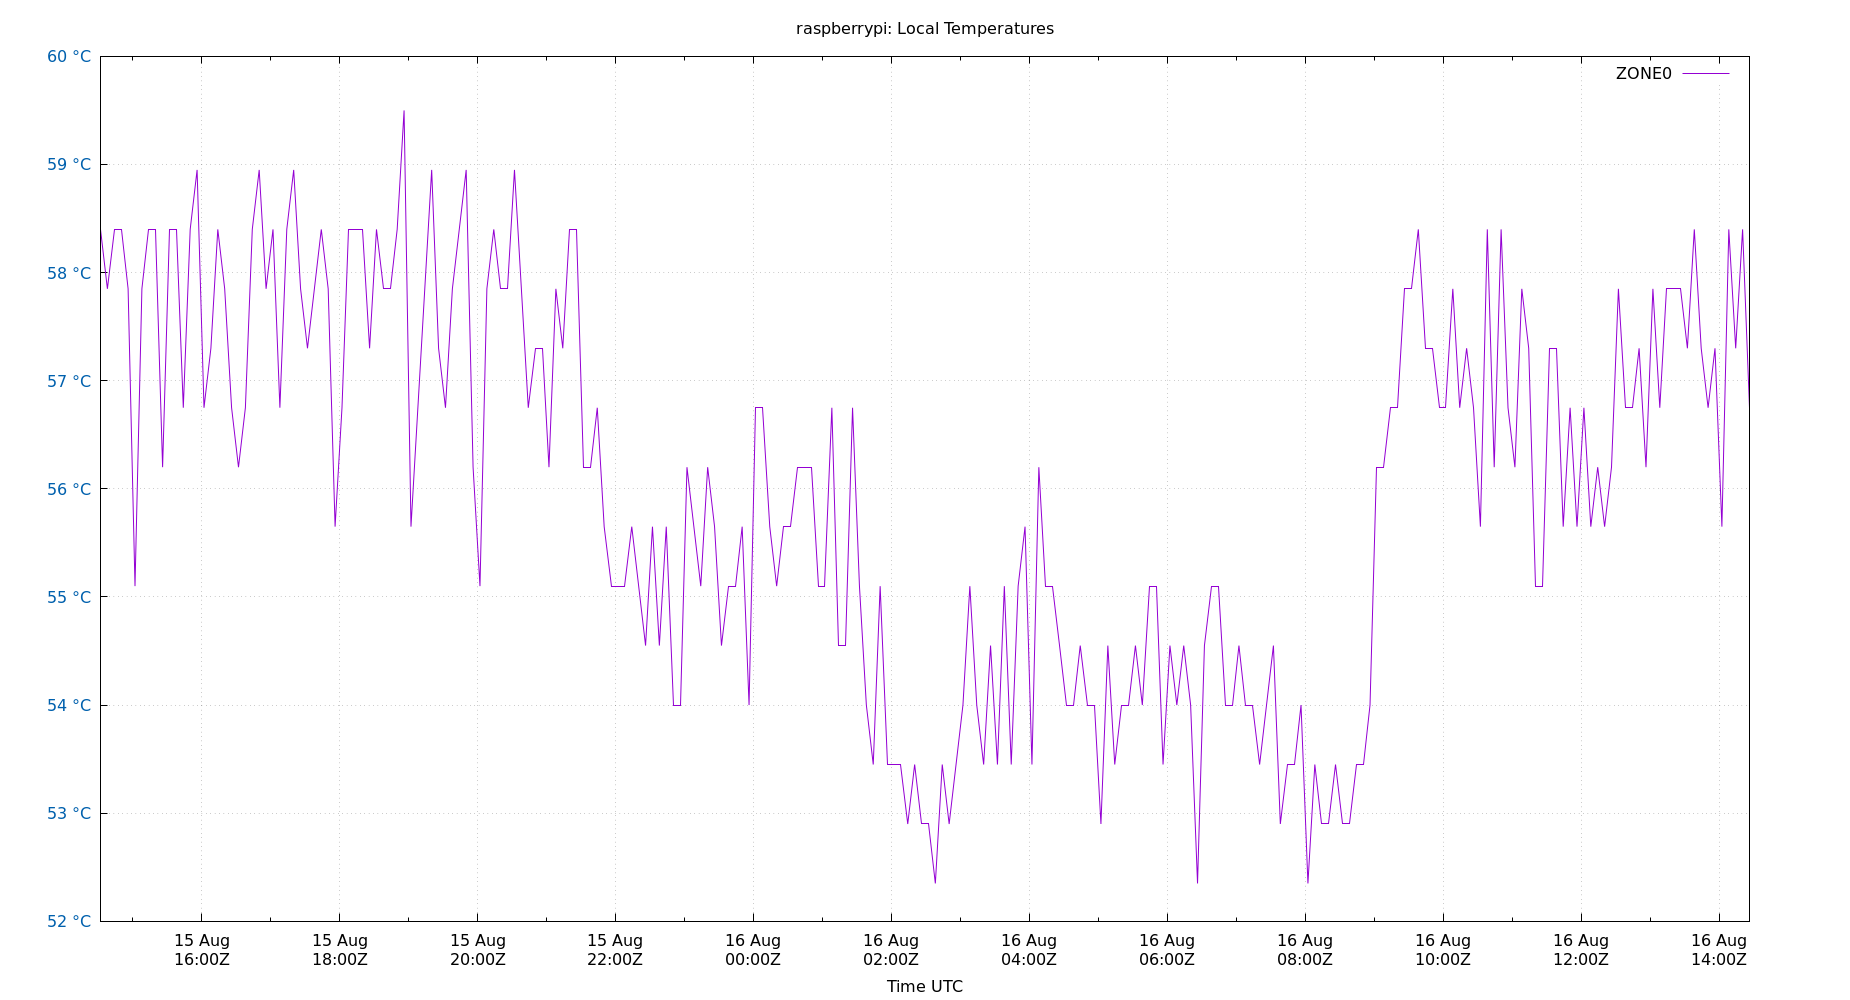 raspberrypi: Local Temperatures
60 °C
59 °C
58 °C
57 °C
56 °C
55 °C
54 °C
53 °C
52 °C
ZONE0
15 Aug
16:00Z
15 Aug
18:00Z
15 Aug
20:00Z
15 Aug
22:00Z
16 Aug
00:00Z
16 Aug
02:00Z
16 Aug
04:00Z
16 Aug
06:00Z
16 Aug
08:00Z
16 Aug
10:00Z
16 Aug
12:00Z
16 Aug
14:00Z
Time UTC